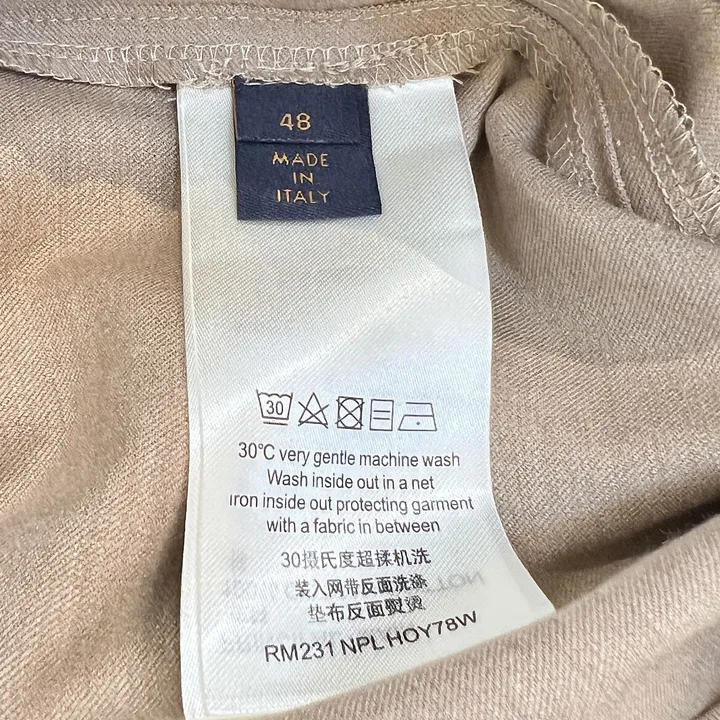 48
MADE
IN
ITALY
30
30℃ very gentle machine wash
Wash inside out in a net
Iron inside out protecting garment
with a fabric in between
30摄氏度超揉机洗
装入网带反面洗涤
垫布反面熨烫
RM231 NPL HOY78W